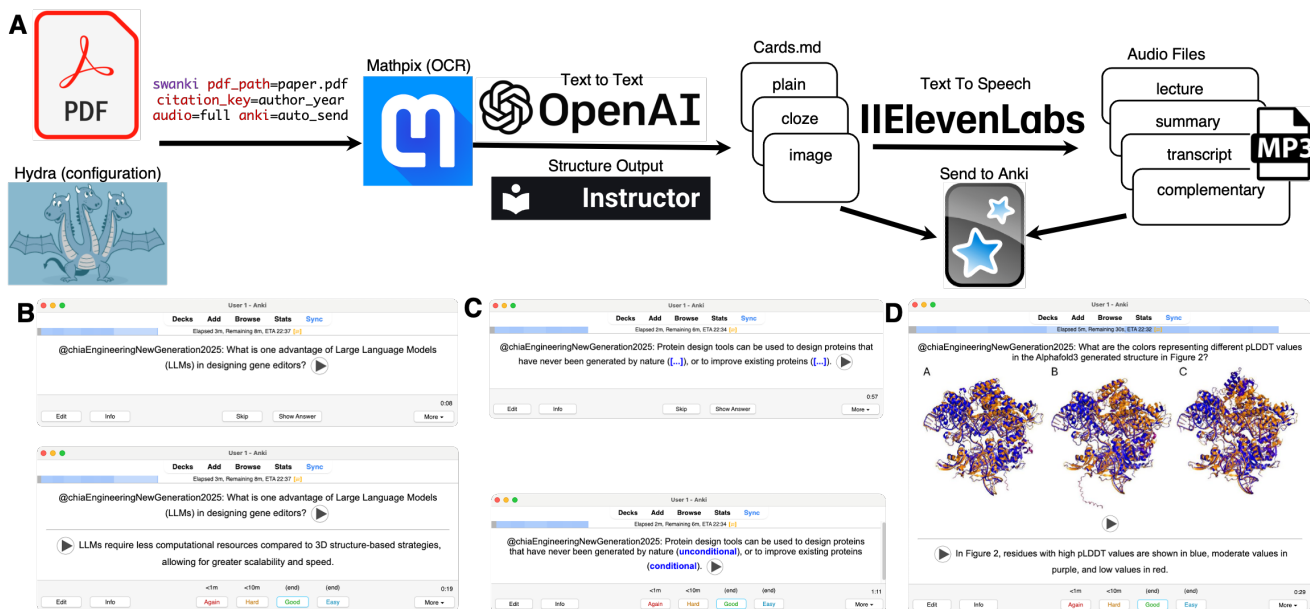 A
PDF
swanki pdf_path=paper.pdf
citation_key=author_year
audio=full anki=auto_send
Hydra (configuration)
Mathpix (OCR)
Text to Text
OpenAI
Structure Output
Instructor
Cards.md
plain
cloze
image
Text To Speech
IIElevenLabs
Send to Anki
Audio Files
lecture
summary
transcript
complementary
MP3
B
User 1 - Anki
Decks Add Browse Stats Sync
Elapsed 3m, Remaining 8m, ETA 22:37
@chiaEngineeringNewGeneration2025: What is one advantage of Large Language Models
(LLMs) in designing gene editors?
0:08
Edit Info Skip Show Answer More
User 1 - Anki
Decks Add Browse Stats Sync
Elapsed 3m, Remaining 8m, ETA 22:37
@chiaEngineeringNewGeneration2025: What is one advantage of Large Language Models
(LLMs) in designing gene editors?
LLMs require less computational resources compared to 3D structure-based strategies,
allowing for greater scalability and speed.
<1m <10m (end) (end) 0:19
Edit Info Again Hard Good Easy More
C
User 1 - Anki
Decks Add Browse Stats Sync
Elapsed 2m, Remaining 6m, ETA 22:34
@chiaEngineeringNewGeneration2025: Protein design tools can be used to design proteins that
have never been generated by nature ([...]), or to improve existing proteins ([...]).
0:57
Edit Info Skip Show Answer More
User 1 - Anki
Decks Add Browse Stats Sync
Elapsed 2m, Remaining 6m, ETA 22:34
@chiaEngineeringNewGeneration2025: Protein design tools can be used to design proteins
that have never been generated by nature (unconditional), or to improve existing proteins
(conditional).
<1m <10m (end) (end) 1:11
Edit Info Again Hard Good Easy More
D
User 1 - Anki
Decks Add Browse Stats Sync
Elapsed 5m, Remaining 30s, ETA 22:32
@chiaEngineeringNewGeneration2025: What are the colors representing different pLDDT values
in the Alphafold3 generated structure in Figure 2?
A B C
In Figure 2, residues with high pLDDT values are shown in blue, moderate values in
purple, and low values in red.
<1m <10m (end) (end) 0:29
Edit Info Again Hard Good Easy More